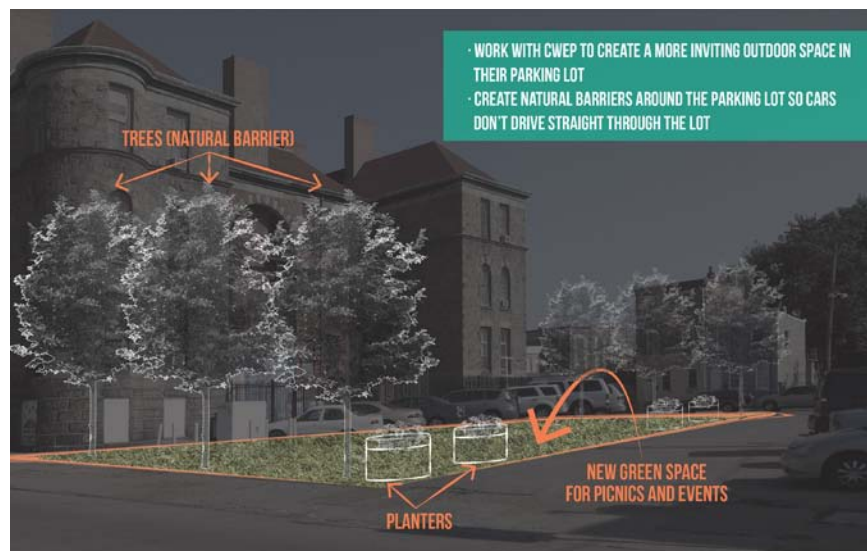 · WORK WITH CWEP TO CREATE A MORE INVITING OUTDOOR SPACE IN
THEIR PARKING LOT
· CREATE NATURAL BARRIERS AROUND THE PARKING LOT SO CARS
DON'T DRIVE STRAIGHT THROUGH THE LOT
TREES (NATURAL BARRIER)
NEW GREEN SPACE
FOR PICNICS AND EVENTS
PLANTERS